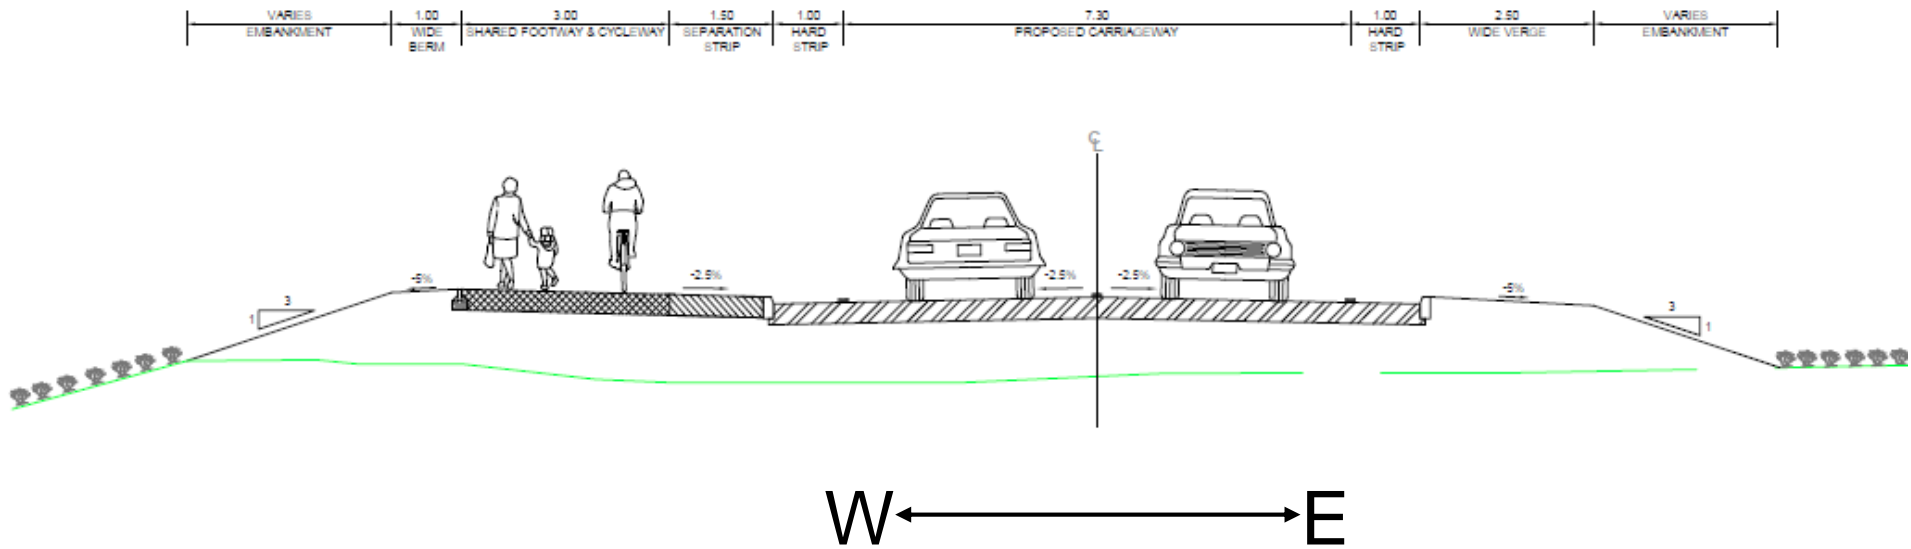 VARIES 1.00 3.00 1.50 1.00 7.30 1.00 2.50 VARIES
EMBANKMENT WIDE SHARED FOOTWAY & CYCLEWAY SEPARATION HARD PROPOSED CARRIAGEWAY HARD WIDE VERGE EMBANKMENT
BERM STRIP STRIP STRIP
CL
-5% -2.5% -2.5% -2.5% -5%
3 3
1 1
W E